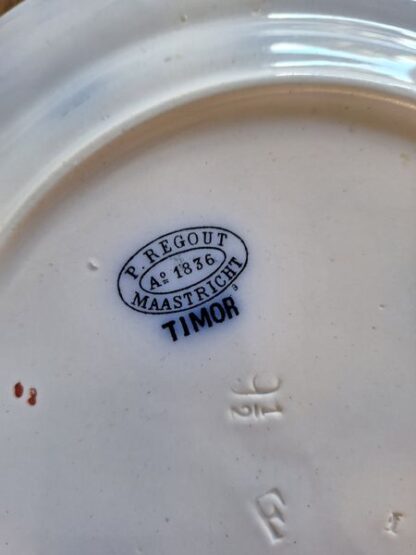 P. REGOUT
Aº 1836
MAASTRICHT
TIMOR
F